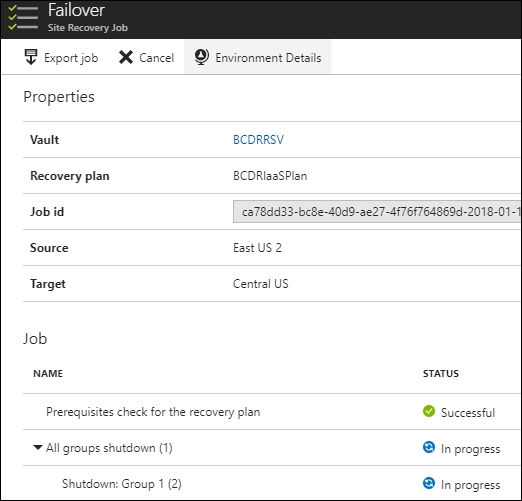 Failover
Site Recovery Job
Export job Cancel Environment Details
Properties
Vault BCDRRSV
Recovery plan BCDRIaaSPlan
Job id ca78dd33-bc8e-40d9-ae27-4f76f764869d-2018-01-1
Source East US 2
Target Central US
Job
NAME STATUS
Prerequisites check for the recovery plan Successful
All groups shutdown (1) In progress
Shutdown: Group 1 (2) In progress